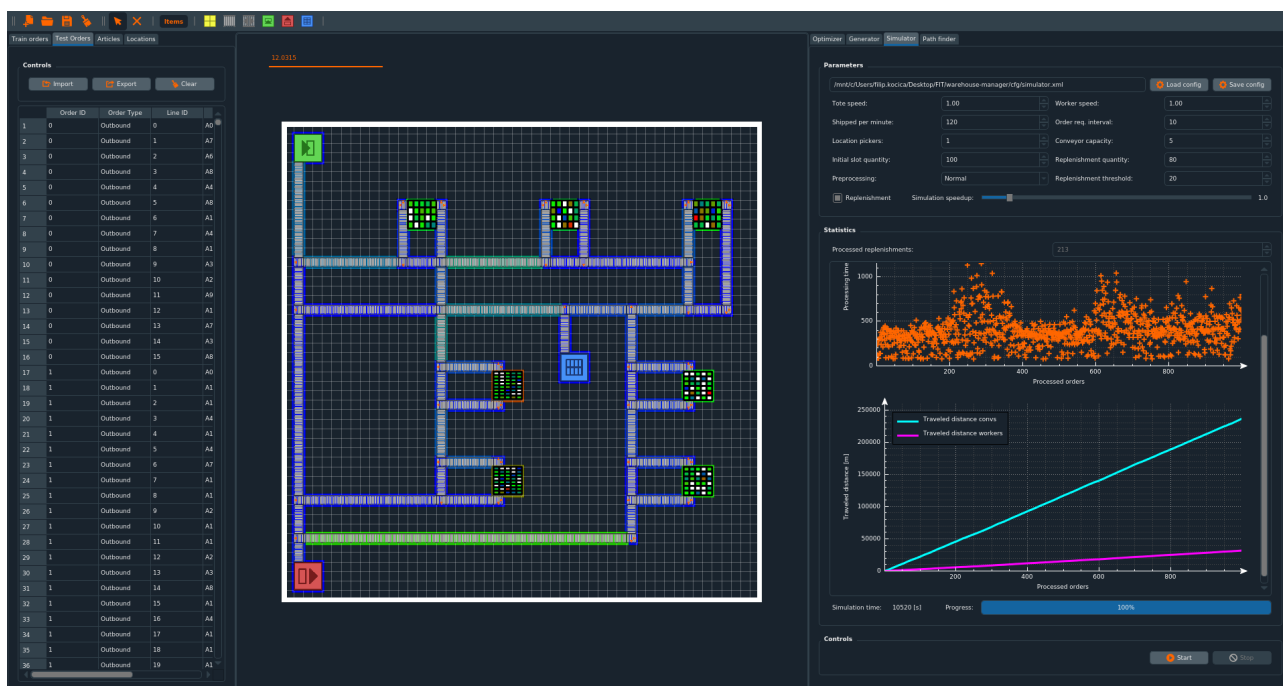 Items
Train orders Test Orders Articles Locations
Optimizer Generator Simulator Path finder
Controls
Import Export Clear
Order ID Order Type Line ID
1 0 Outbound 0 A0
2 0 Outbound 1 A7
3 0 Outbound 2 A6
4 0 Outbound 3 A8
5 0 Outbound 4 A4
6 0 Outbound 5 A8
7 0 Outbound 6 A1
8 0 Outbound 7 A4
9 0 Outbound 8 A1
10 0 Outbound 9 A3
11 0 Outbound 10 A2
12 0 Outbound 11 A9
13 0 Outbound 12 A1
14 0 Outbound 13 A7
15 0 Outbound 14 A3
16 0 Outbound 15 A8
17 1 Outbound 0 A0
18 1 Outbound 1 A1
19 1 Outbound 2 A1
20 1 Outbound 3 A4
21 1 Outbound 4 A1
22 1 Outbound 5 A4
23 1 Outbound 6 A7
24 1 Outbound 7 A1
25 1 Outbound 8 A1
26 1 Outbound 9 A2
27 1 Outbound 10 A1
28 1 Outbound 11 A1
29 1 Outbound 12 A2
30 1 Outbound 13 A3
31 1 Outbound 14 A8
32 1 Outbound 15 A1
33 1 Outbound 16 A4
34 1 Outbound 17 A1
35 1 Outbound 18 A1
36 1 Outbound 19 A1
12.0315
Parameters
/mnt/c/Users/filip.kocica/Desktop/FIT/warehouse-manager/cfg/simulator.xml Load config Save config
Tote speed: 1.00 Worker speed: 1.00
Shipped per minute: 120 Order req. interval: 10
Location pickers: 1 Conveyor capacity: 5
Initial slot quantity: 100 Replenishment quantity: 80
Preprocessing: Normal Replenishment threshold: 20
Replenishment Simulation speedup: 1.0
Statistics
Processed replenishments: 213
Processing time
1000
500
0
200 400 600 800
Processed orders
Traveled distance [m]
250000
200000
150000
100000
50000
0
Traveled distance convs
Traveled distance workers
200 400 600 800
Processed orders
Simulation time: 10520 [s] Progress: 100%
Controls
Start Stop